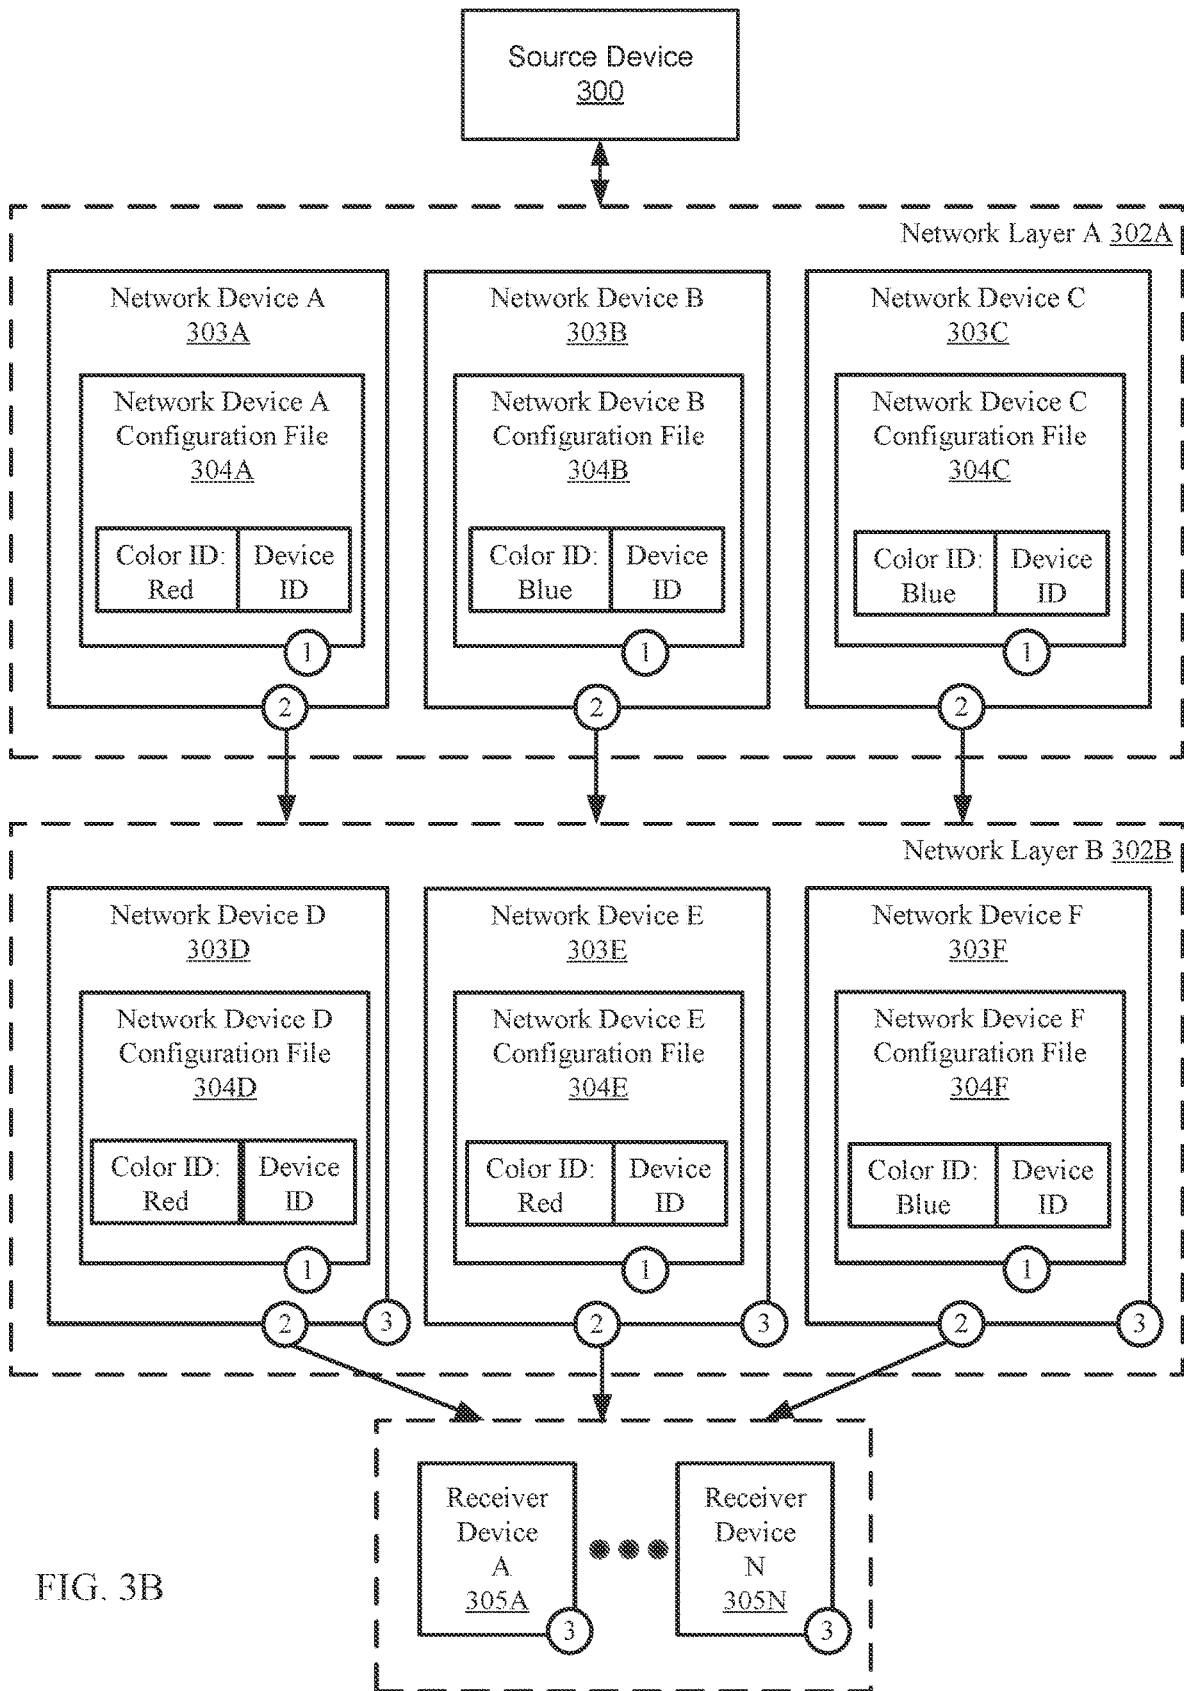 Source Device
300
Network Layer A 302A
Network Device A
303A
Network Device A
Configuration File
304A
Color ID:
Red
Device
ID
1
2
Network Device B
303B
Network Device B
Configuration File
304B
Color ID:
Blue
Device
ID
1
2
Network Device C
303C
Network Device C
Configuration File
304C
Color ID:
Blue
Device
ID
1
2
Network Layer B 302B
Network Device D
303D
Network Device D
Configuration File
304D
Color ID:
Red
Device
ID
1
2
3
Network Device E
303E
Network Device E
Configuration File
304E
Color ID:
Red
Device
ID
1
2
3
Network Device F
303F
Network Device F
Configuration File
304F
Color ID:
Blue
Device
ID
1
2
3
Receiver
Device
A
305A
3
Receiver
Device
N
305N
3
FIG. 3B